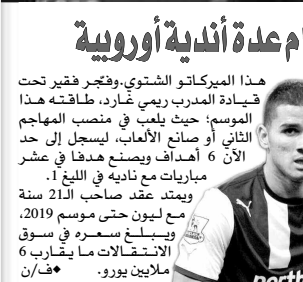 م عدة أندية أوروبية
هذا الميركاتو الشتوي.وفجّر فقير تحت
قيادة المدرب ريمي غارد، طاقته هذا
الموسم؛ حيث يلعب في منصب المهاجم
الثاني أو صانع الألعاب، ليسجل إلى حد
الآن 6 أهداف ويصنع هدفا في عشر
مباريات مع ناديه في الليغ 1.
ويمتد عقد صاحب الـ21 سنة
مع ليون حتى موسم 2019،
ويبلغ سعره في سوق
الانتقالات ما يقارب 6
ملايين يورو. ◆ف/ن